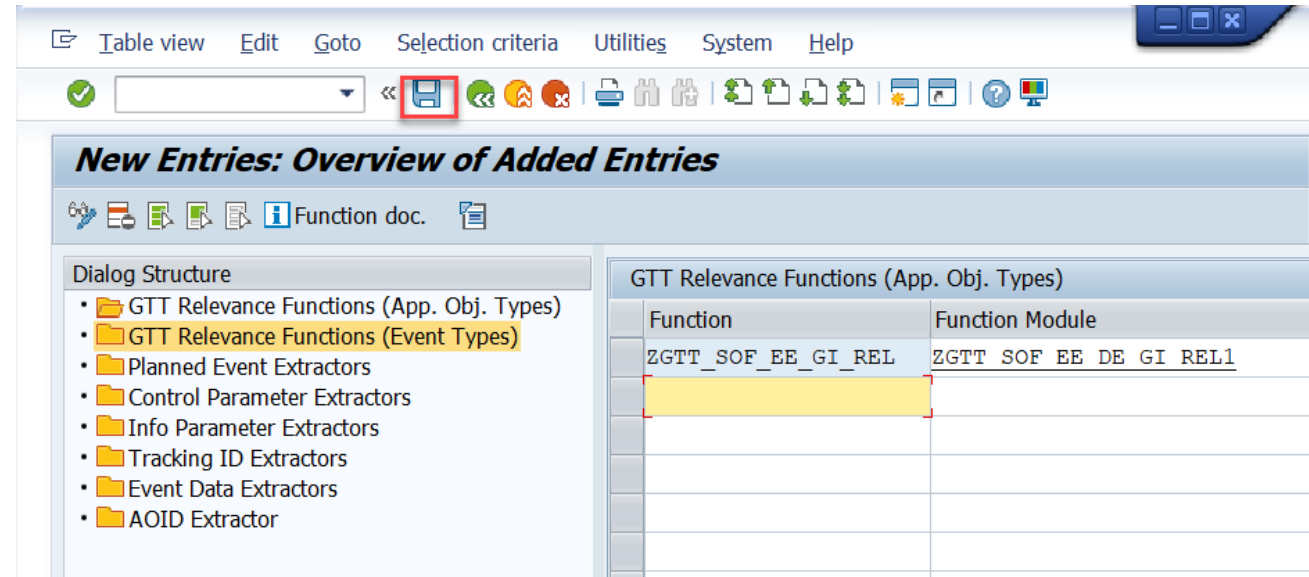 Table view Edit Goto Selection criteria Utilities System Help
«
New Entries: Overview of Added Entries
Function doc.
Dialog Structure
• GTT Relevance Functions (App. Obj. Types)
• GTT Relevance Functions (Event Types)
• Planned Event Extractors
• Control Parameter Extractors
• Info Parameter Extractors
• Tracking ID Extractors
• Event Data Extractors
• AOID Extractor
GTT Relevance Functions (App. Obj. Types)
Function Function Module
ZGTT_SOF_EE_GI_REL ZGTT_SOF_EE_DE_GI_REL1